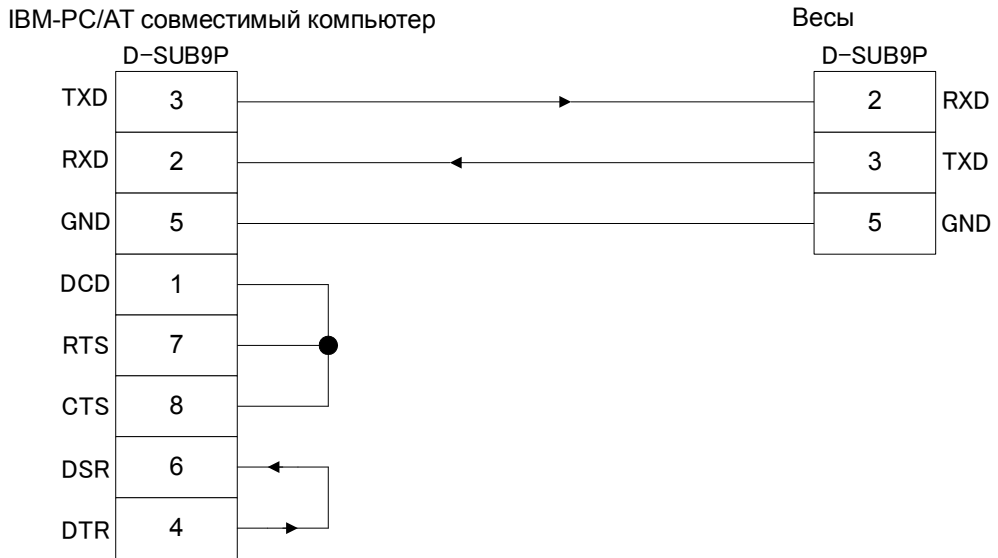 IBM-PC/AT совместимый компьютер Весы
D-SUB9P D-SUB9P
TXD 3 2 RXD
RXD 2 3 TXD
GND 5 5 GND
DCD 1
RTS 7
CTS 8
DSR 6
DTR 4